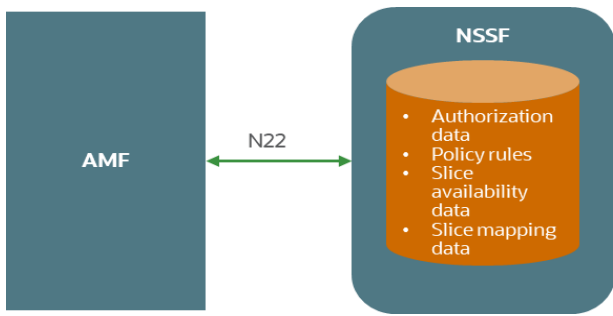 NSSF
AMF
N22
• Authorization
data
• Policy rules
• Slice
availability
data
• Slice mapping
data